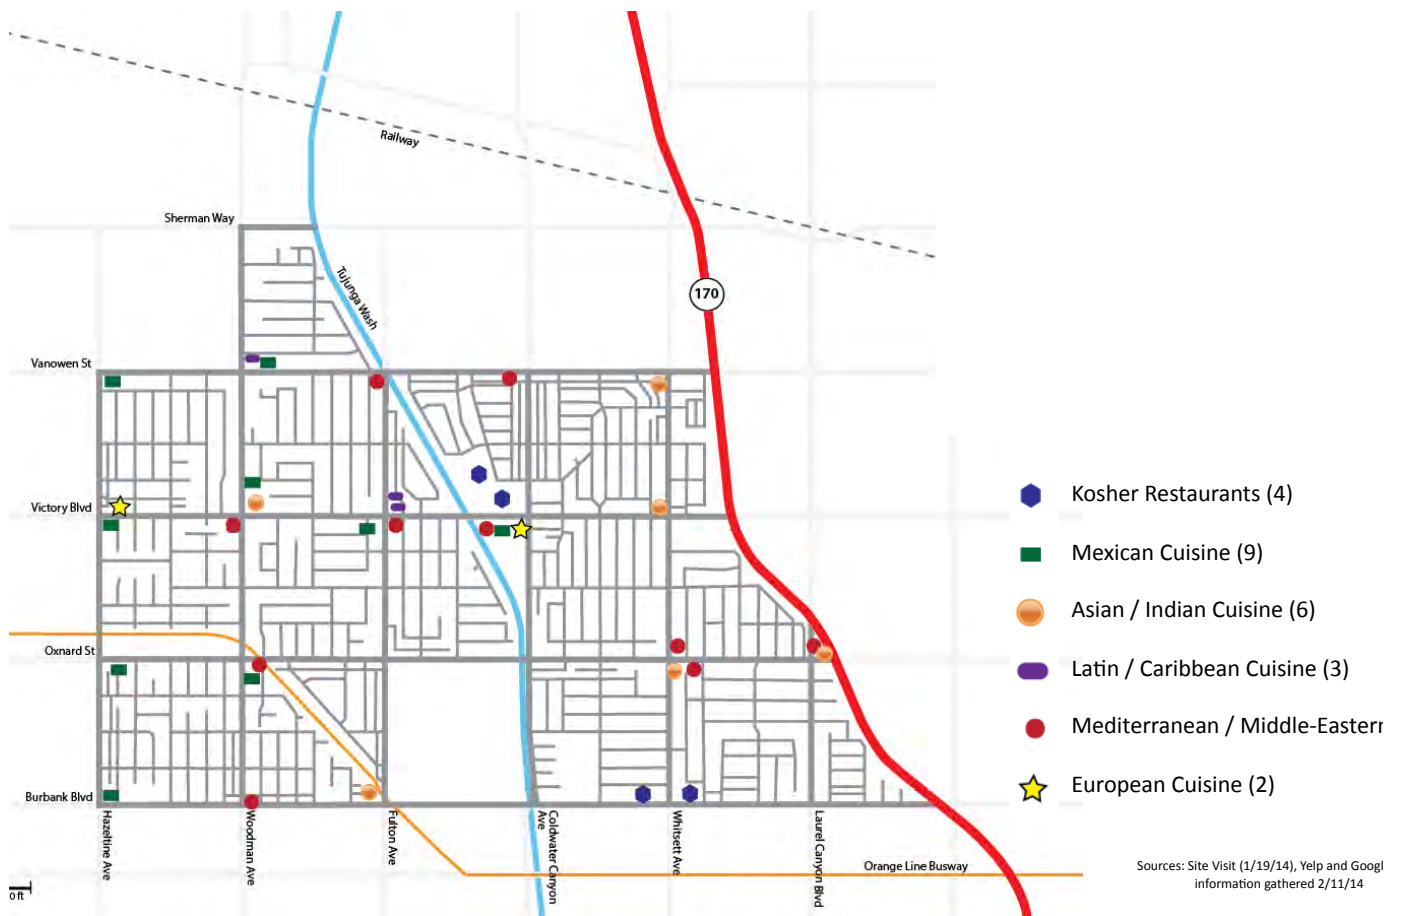 Railway
Sherman Way
Tujunga Wash
170
Vanowen St
Victory Blvd
Oxnard St
Burbank Blvd
Hazeltine Ave
Woodman Ave
Fulton Ave
Coldwater Canyon
Ave
Whitsett Ave
Laurel Canyon Blvd
Orange Line Busway
Kosher Restaurants (4)
Mexican Cuisine (9)
Asian / Indian Cuisine (6)
Latin / Caribbean Cuisine (3)
Mediterranean / Middle-Eastern
European Cuisine (2)
Sources: Site Visit (1/19/14), Yelp and Googl
information gathered 2/11/14
0 ft